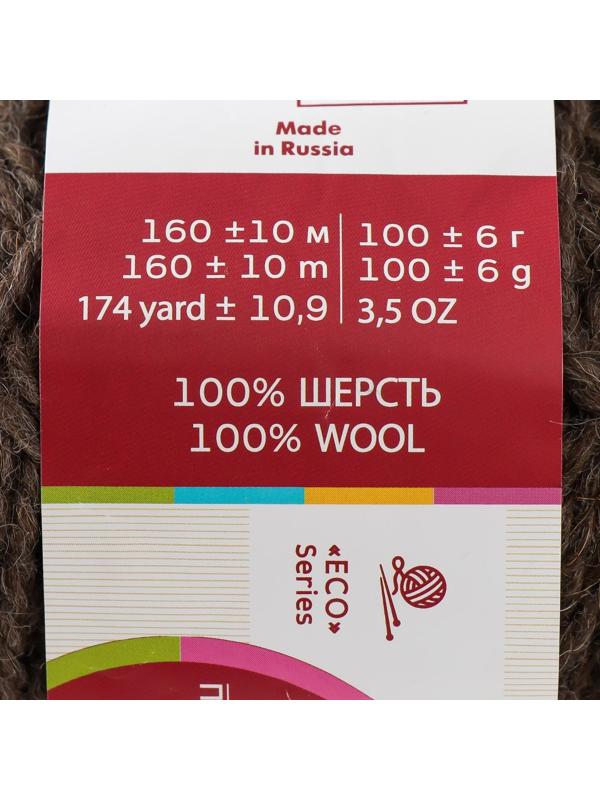 Made
in Russia
160 ±10 м
100 ± 6 г
160 ± 10 m
100 ± 6 g
174 yard ± 10,9
3,5 OZ
100% ШЕРСТЬ
100% WOOL
«ECO»
Series